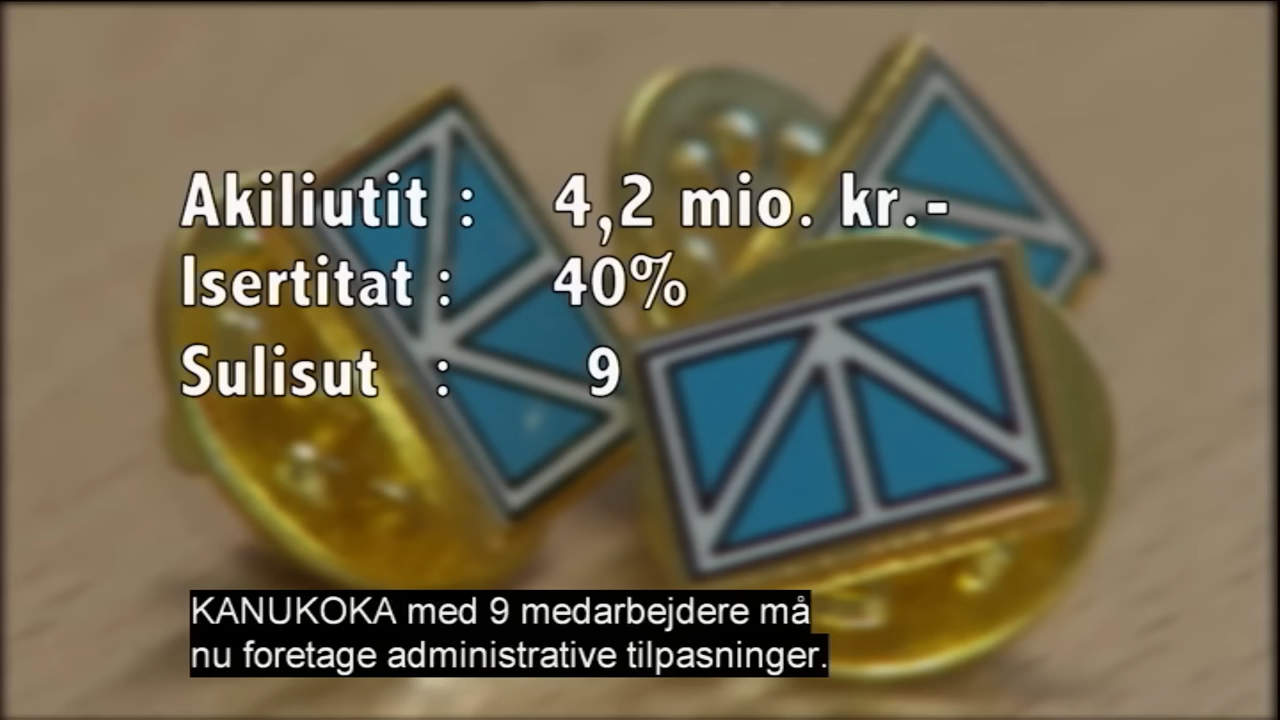 Akiliutit : 4,2 mio. kr.-
Isertitat : 40%
Sulisut : 9
KANUKOKA med 9 medarbejdere må
nu foretage administrative tilpasninger.